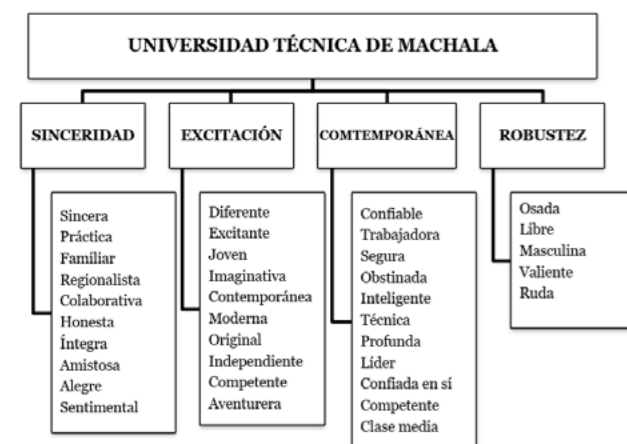 UNIVERSIDAD TÉCNICA DE MACHALA
SINCERIDAD
EXCITACIÓN
COMTEMPORÁNEA
ROBUSTEZ
Sincera
Práctica
Familiar
Regionalista
Colaborativa
Honesta
Íntegra
Amistosa
Alegre
Sentimental
Diferente
Excitante
Joven
Imaginativa
Contemporánea
Moderna
Original
Independiente
Competente
Aventurera
Confiable
Trabajadora
Segura
Obstinada
Inteligente
Técnica
Profunda
Líder
Confiada en sí
Competente
Clase media
Osada
Libre
Masculina
Valiente
Ruda